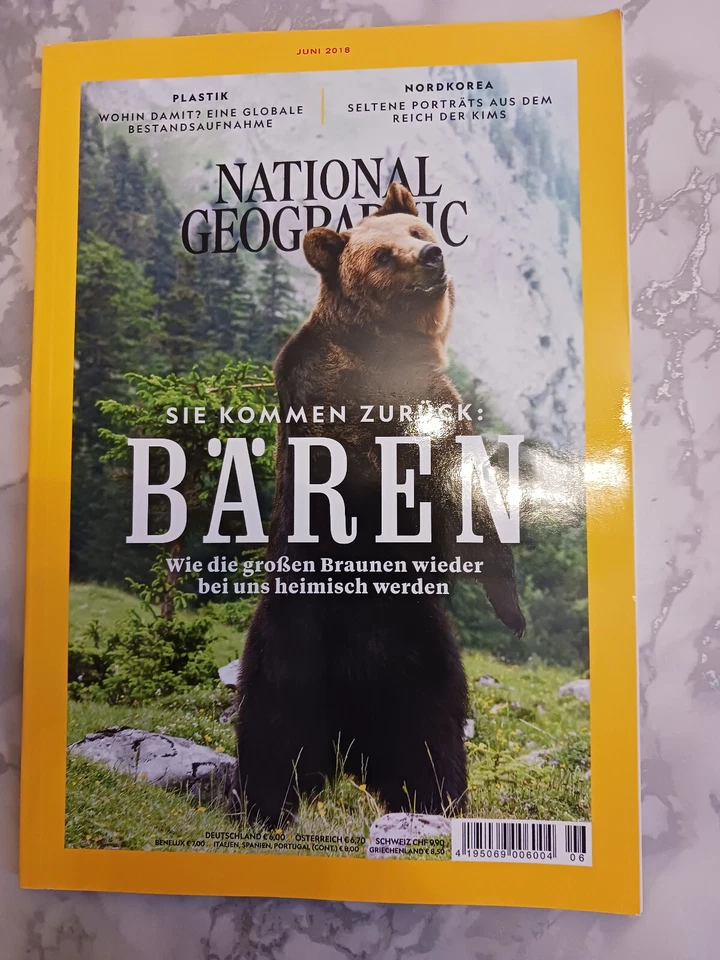 JUNI 2018
PLASTIK
WOHIN DAMIT? EINE GLOBALE
BESTANDSAUFNAHME
NORDKOREA
SELTENE PORTRÄTS AUS DEM
REICH DER KIMS
NATIONAL
GEOGRAPHIC
SIE KOMMEN ZURÜCK:
BÄREN
Wie die großen Braunen wieder
bei uns heimisch werden
DEUTSCHLAND € 6,00 ÖSTERREICH € 6,70 SCHWEIZ CHF 9,90
BENELUX € 7,00 ITALIEN, SPANIEN, PORTUGAL (CONT.) € 8,00 GRIECHENLAND € 8,50
4 195069 006004 06